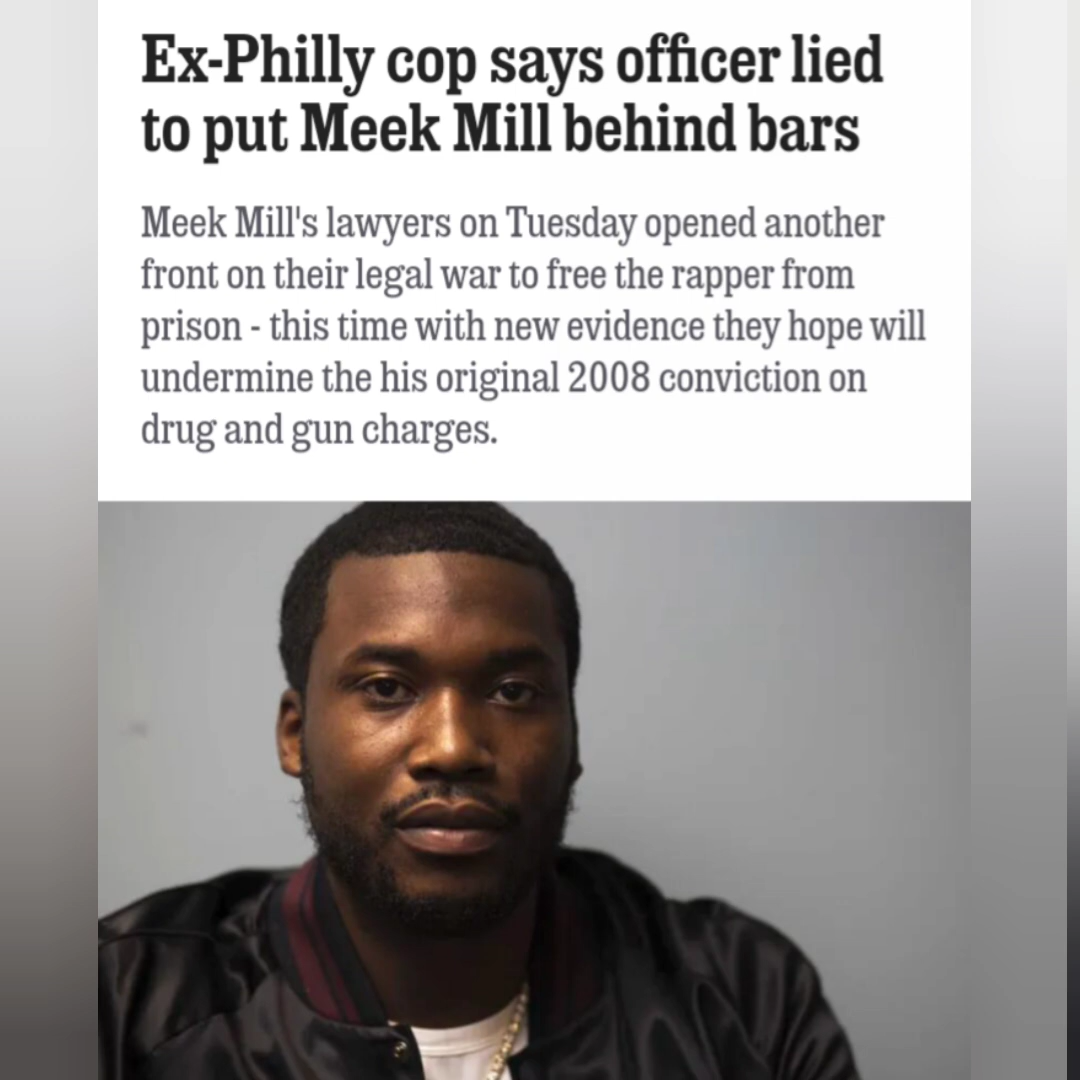 Ex-Philly cop says officer lied
to put Meek Mill behind bars
Meek Mill's lawyers on Tuesday opened another
front on their legal war to free the rapper from
prison - this time with new evidence they hope will
undermine the his original 2008 conviction on
drug and gun charges.